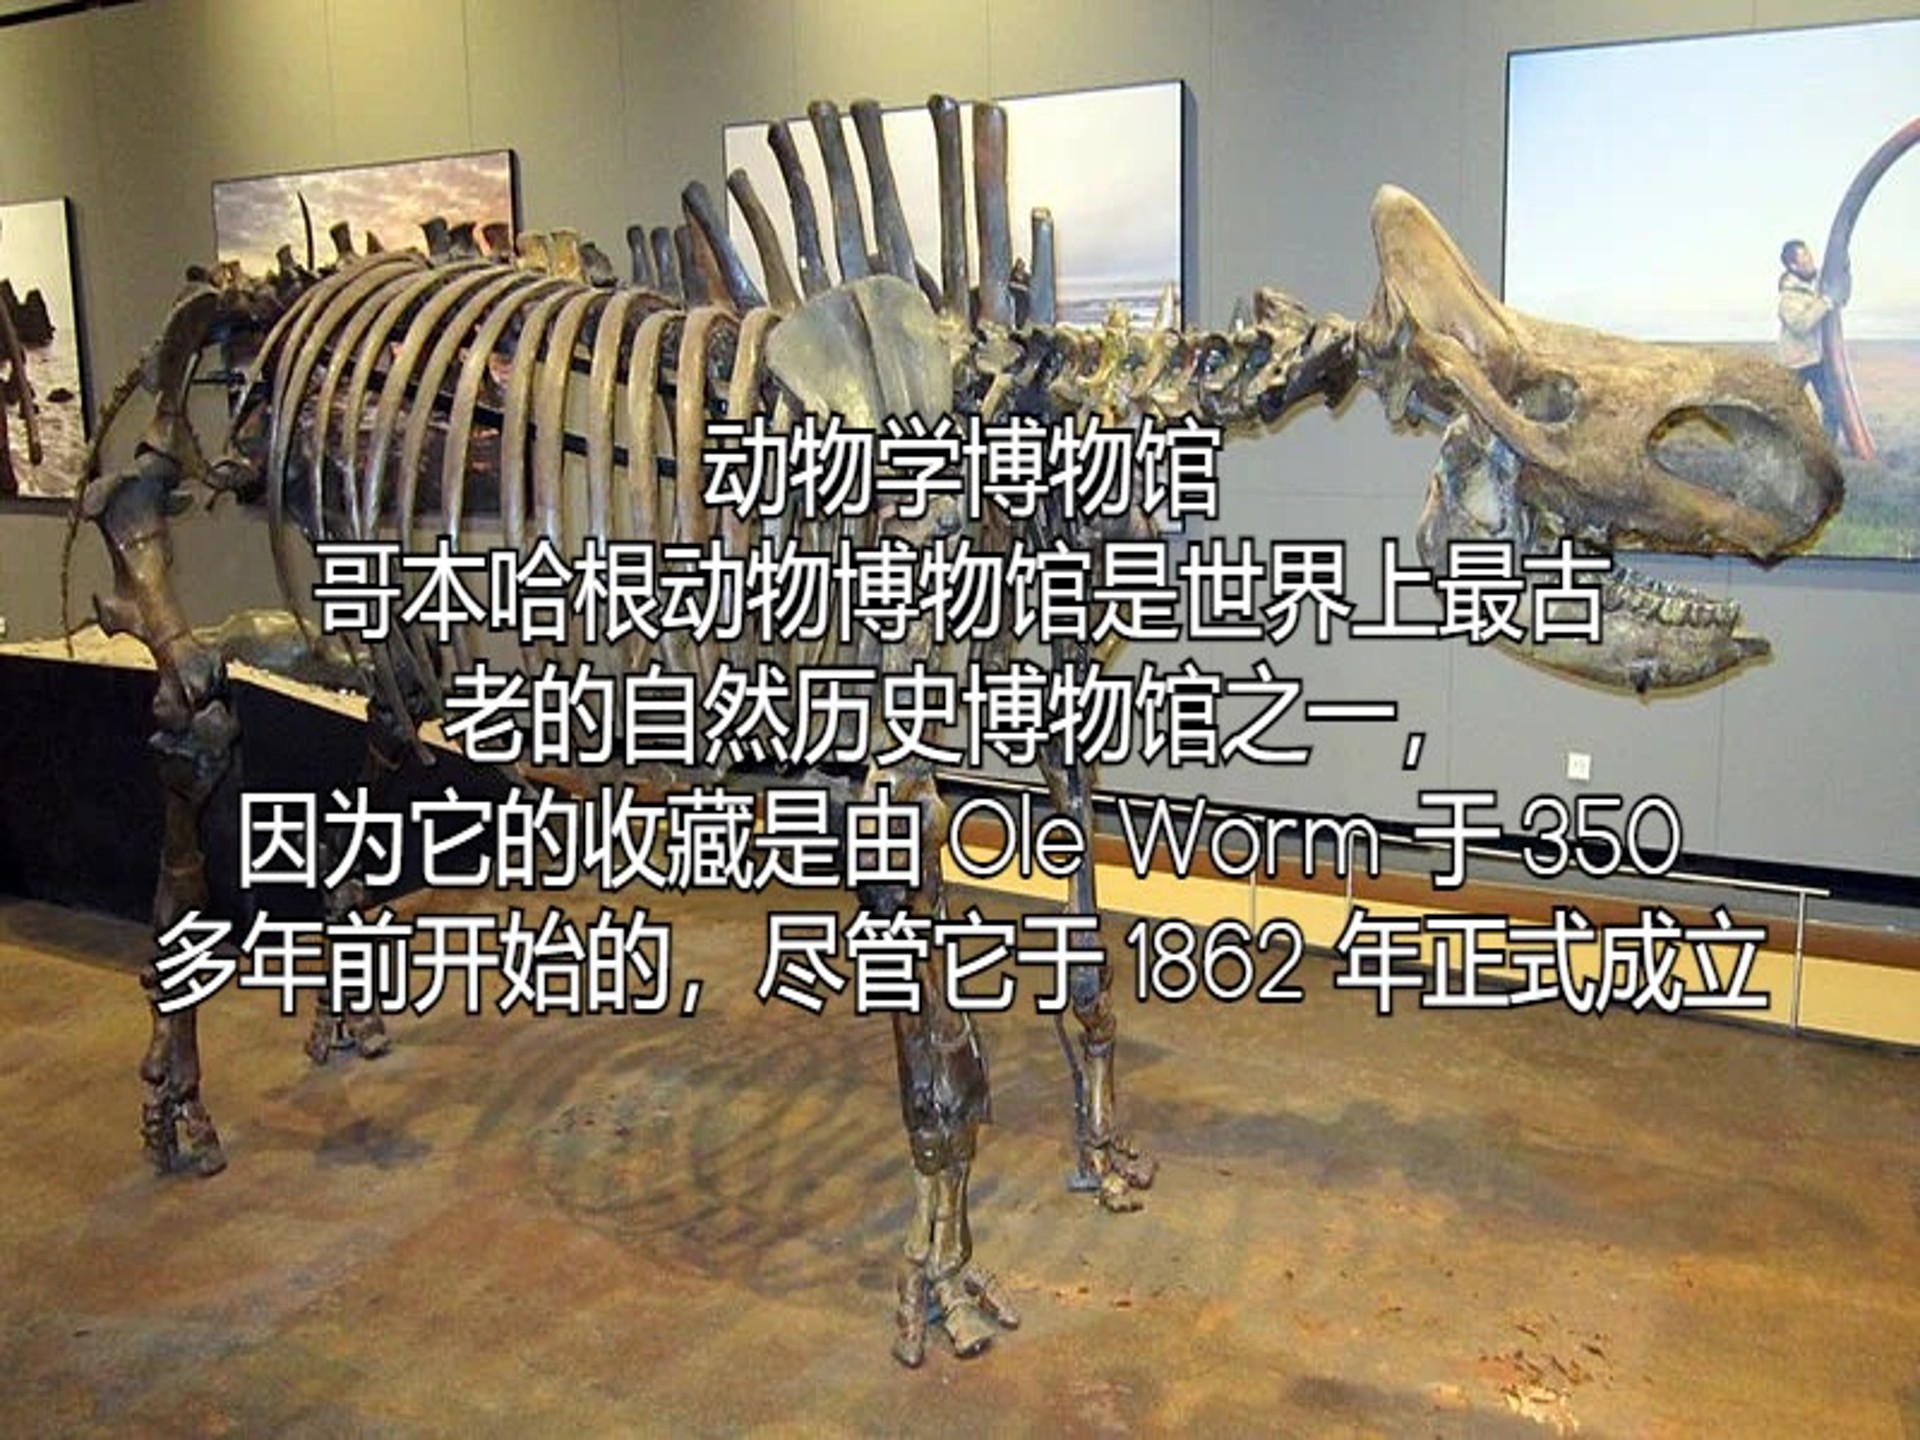 动物学博物馆
哥本哈根动物博物馆是世界上最古
老的自然历史博物馆之一，
因为它的收藏是由 Ole Worm 于 350
多年前开始的，尽管它于 1862 年正式成立